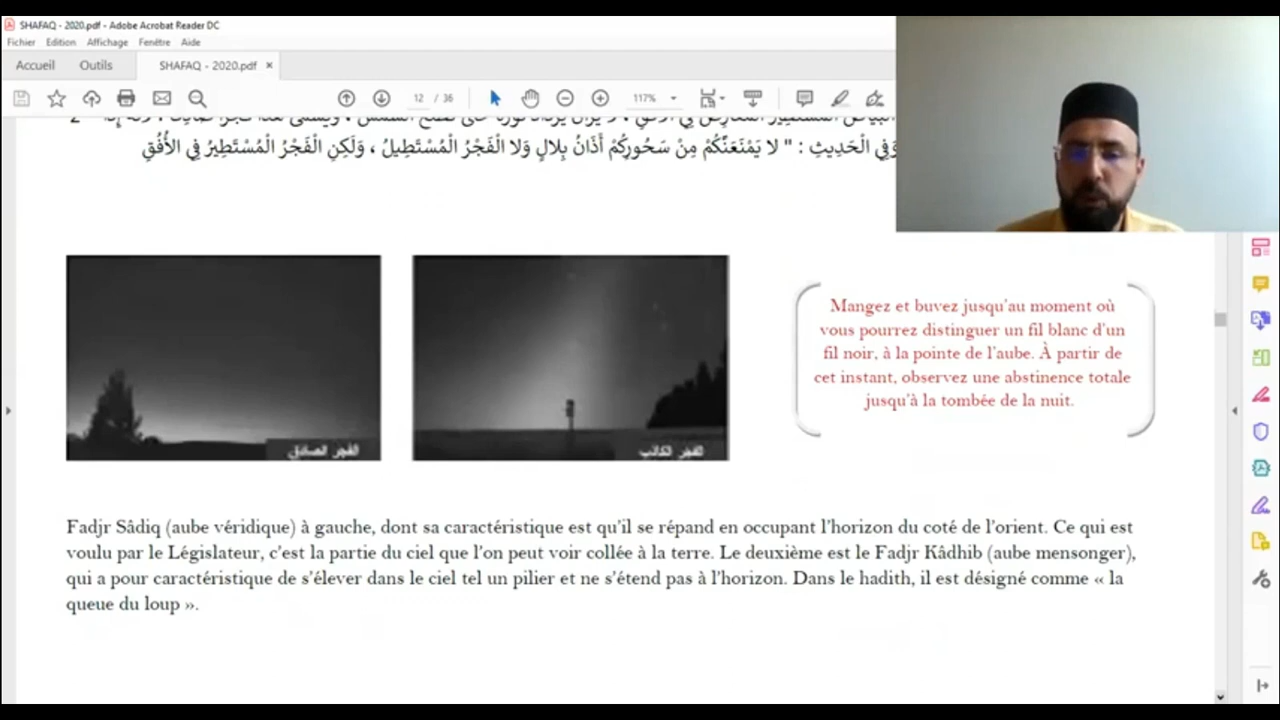 SHAFAQ - 2020.pdf - Adobe Acrobat Reader DC
Fichier Edition Affichage Fenêtre Aide
Accueil Outils SHAFAQ - 2020.pdf ×
12 / 36 117%
وَفِي الْحَدِيثِ : " لا يَمْنَعَنَّكُمْ مِنْ سَحُورِكُمْ أَذَانُ بِلالٍ وَلا الْفَجْرُ الْمُسْتَطِيلُ ، وَلَكِنِ الْفَجْرُ الْمُسْتَطِيرُ فِي الأُفُقِ
Mangez et buvez jusqu'au moment où
vous pourrez distinguer un fil blanc d'un
fil noir, à la pointe de l'aube. À partir de
cet instant, observez une abstinence totale
jusqu'à la tombée de la nuit.
الفجر الصادق
الفجر الكاذب
Fadjr Sâdiq (aube véridique) à gauche, dont sa caractéristique est qu'il se répand en occupant l'horizon du coté de l'orient. Ce qui est
voulu par le Législateur, c'est la partie du ciel que l'on peut voir collée à la terre. Le deuxième est le Fadjr Kâdhib (aube mensonger),
qui a pour caractéristique de s'élever dans le ciel tel un pilier et ne s'étend pas à l'horizon. Dans le hadith, il est désigné comme « la
queue du loup ».